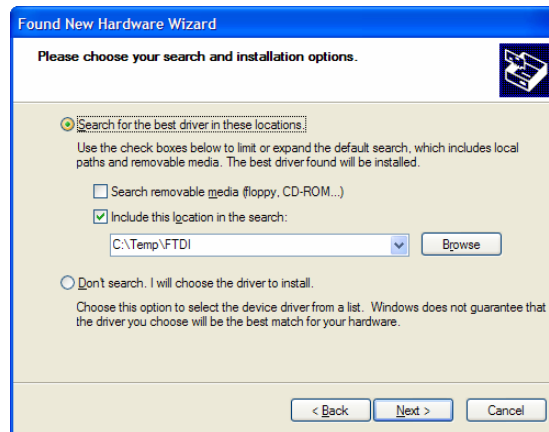 Found New Hardware Wizard
Please choose your search and installation options.
Search for the best driver in these locations.
Use the check boxes below to limit or expand the default search, which includes local
paths and removable media. The best driver found will be installed.
Search removable media (floppy, CD-ROM...)
Include this location in the search:
C:\Temp\FTDI
Browse
Don't search. I will choose the driver to install.
Choose this option to select the device driver from a list. Windows does not guarantee that
the driver you choose will be the best match for your hardware.
< Back
Next >
Cancel